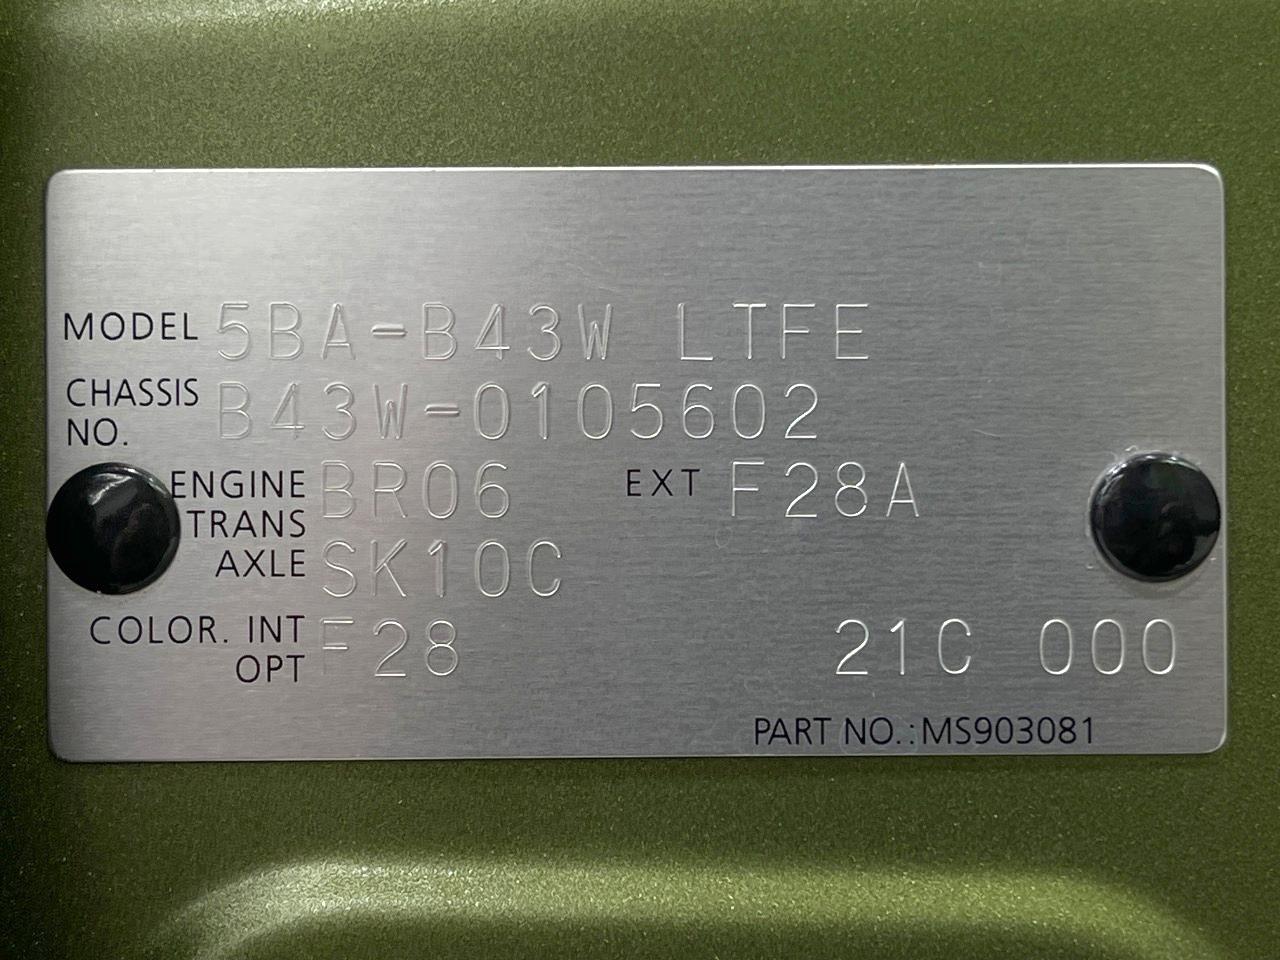 MODEL 5BA-B43W LTFE
CHASSIS NO. B43W-0105602
ENGINE BR06 EXT F28A
TRANS
AXLE SK10C
COLOR. INT F28 21C 000
OPT
PART NO.:MS903081